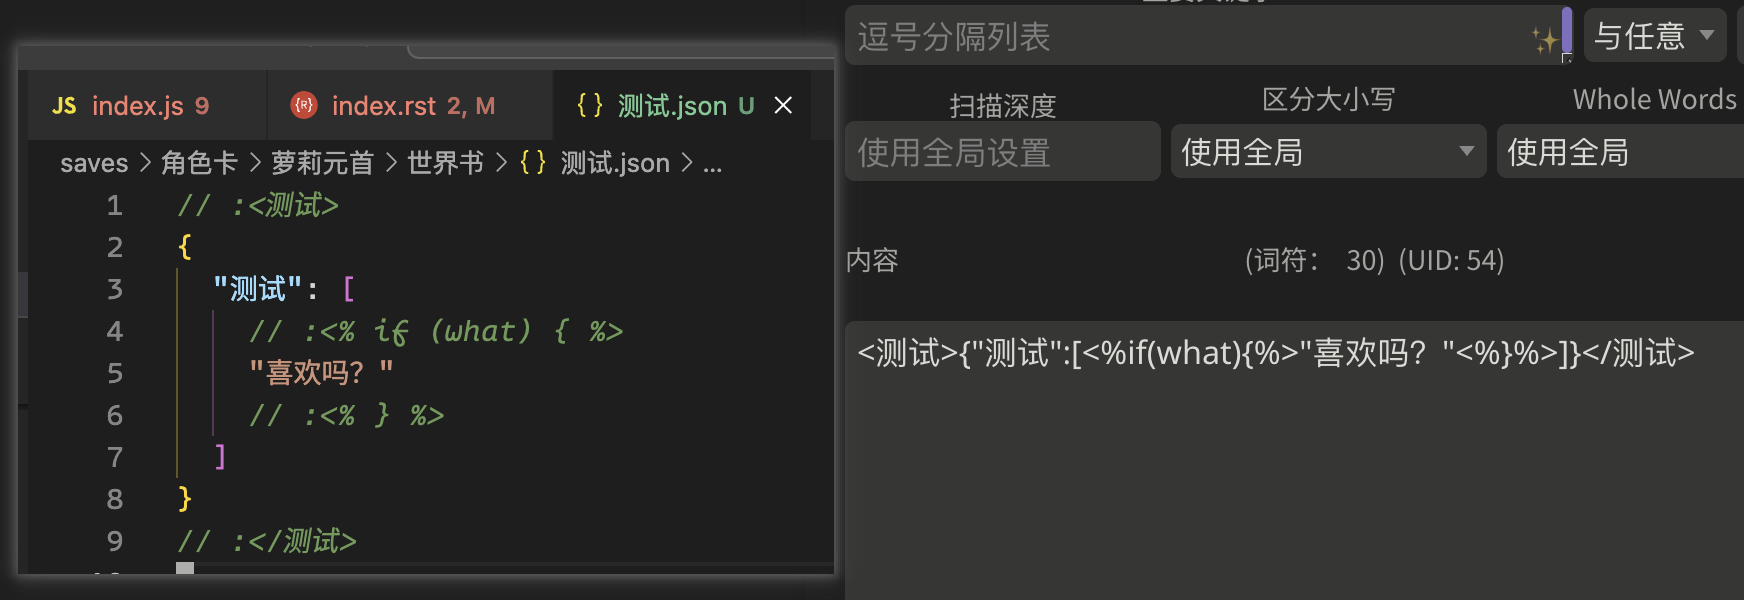 JS index.js 9
index.rst 2, M
{} 测试.json U
saves > 角色卡 > 萝莉元首 > 世界书 > {} 测试.json > ...
1 // :<测试>
2 {
3 "测试": [
4 // :<% if (what) { %>
5 "喜欢吗？"
6 // :<% } %>
7 ]
8 }
9 // :</测试>
逗号分隔列表
与任意
扫描深度
区分大小写
Whole Words
使用全局设置
使用全局
使用全局
内容
(词符： 30) (UID: 54)
<测试>{"测试":[<%if(what){%>"喜欢吗？"<%}%>]}</测试>